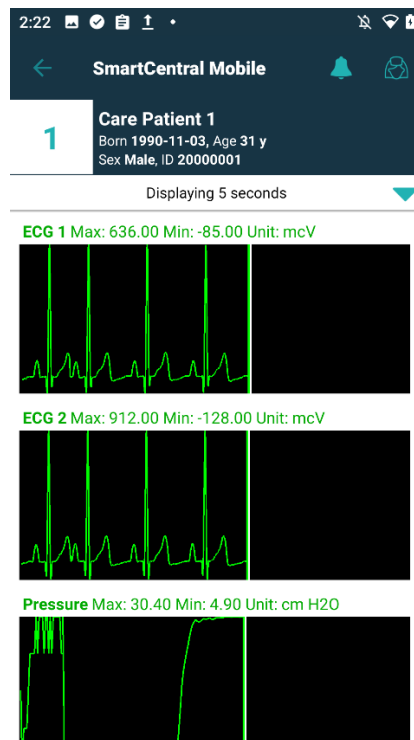 2:22
SmartCentral Mobile
1
Care Patient 1
Born 1990-11-03, Age 31 y
Sex Male, ID 20000001
Displaying 5 seconds
ECG 1 Max: 636.00 Min: -85.00 Unit: mcV
ECG 2 Max: 912.00 Min: -128.00 Unit: mcV
Pressure Max: 30.40 Min: 4.90 Unit: cm H2O